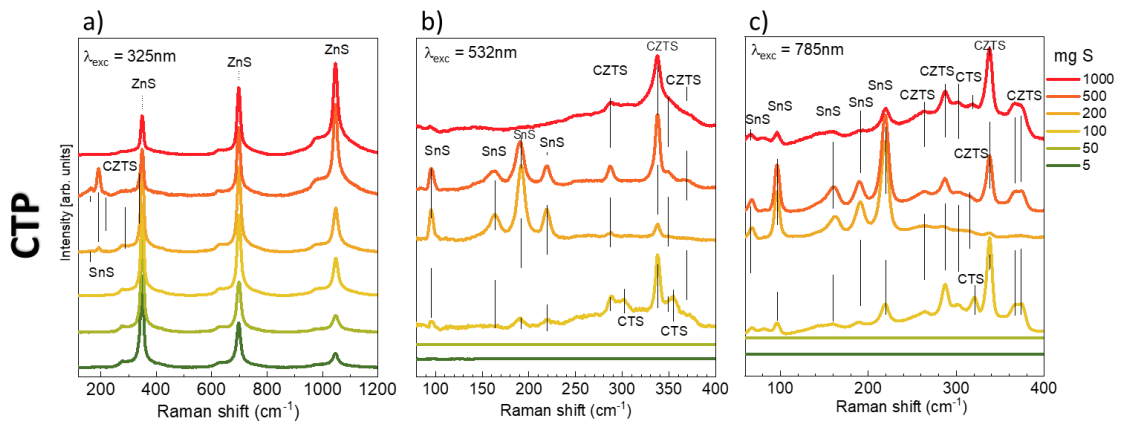 CTP
a)
λexc = 325nm
ZnS
ZnS
ZnS
CZTS
SnS
Intensity [arb. units]
200 400 600 800 1000 1200
Raman shift (cm-1)
b)
λexc = 532nm
CZTS
CZTS
CZTS
SnS
SnS
SnS
SnS
CTS
CTS
100 150 200 250 300 350 400
Raman shift (cm-1)
c)
λexc = 785nm
CZTS
CZTS
CTS
SnS
SnS
SnS
SnS
SnS
CZTS
CZTS
CZTS
CTS
100 200 300 400
Raman shift (cm-1)
mg S
1000
500
200
100
50
5